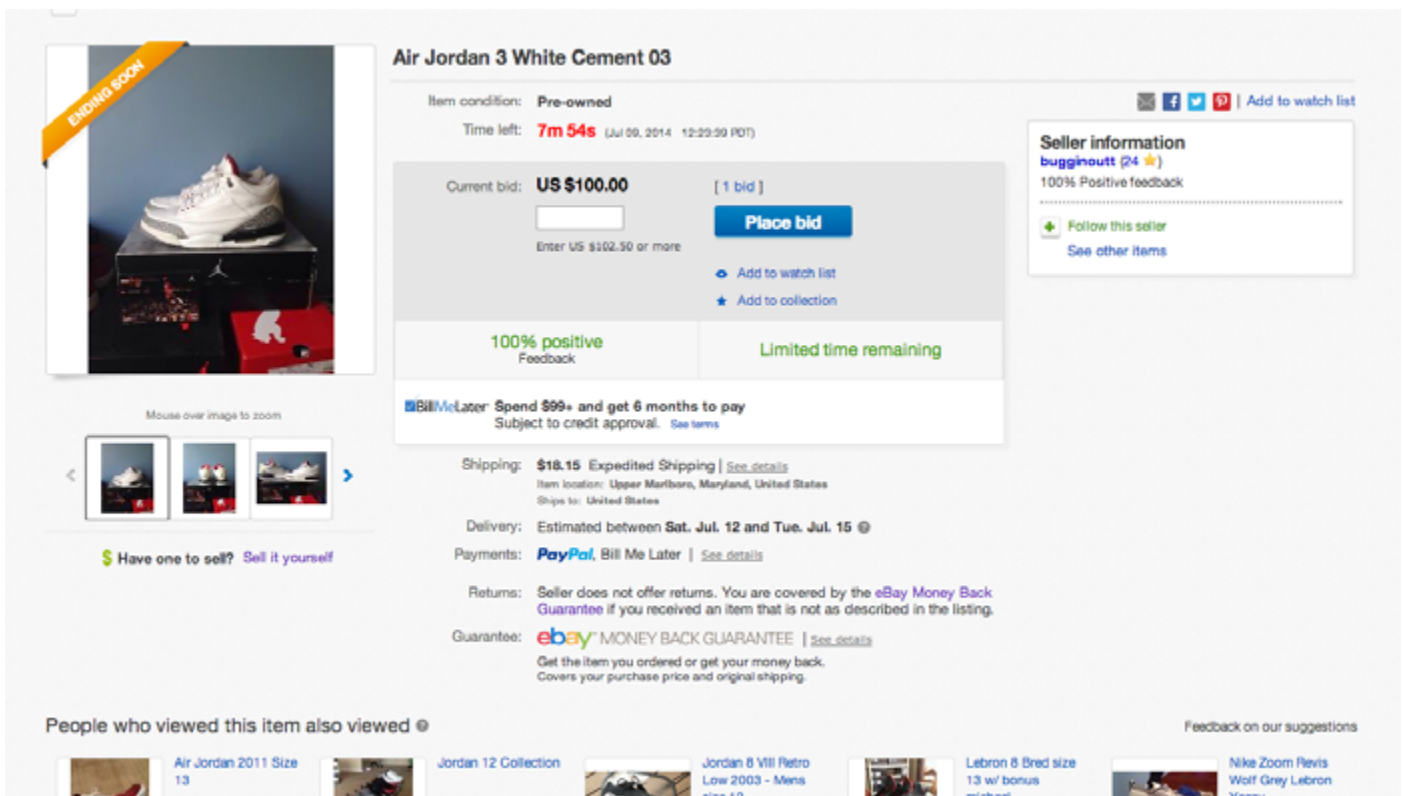 ENDING SOON
Air Jordan 3 White Cement 03
Item condition: Pre-owned
Time left: 7m 54s (Jul 09, 2014 12:23:39 PDT)
| Add to watch list
Current bid: US $100.00 [ 1 bid ]
Place bid
Enter US $102.50 or more
Add to watch list
Add to collection
100% positive
Feedback
Limited time remaining
Seller information
bugginoutt (24)
100% Positive feedback
Follow this seller
See other items
Mouse over image to zoom
$ Have one to sell? Sell it yourself
BillMeLater Spend $99+ and get 6 months to pay
Subject to credit approval. See terms
Shipping: $18.15 Expedited Shipping | See details
Item location: Upper Marlboro, Maryland, United States
Ships to: United States
Delivery: Estimated between Sat. Jul. 12 and Tue. Jul. 15
Payments: PayPal, Bill Me Later | See details
Returns: Seller does not offer returns. You are covered by the eBay Money Back
Guarantee if you received an item that is not as described in the listing.
Guarantee: ebay MONEY BACK GUARANTEE | See details
Get the item you ordered or get your money back.
Covers your purchase price and original shipping.
People who viewed this item also viewed
Feedback on our suggestions
Air Jordan 2011 Size
13
Jordan 12 Collection
Jordan 8 VIII Retro
Low 2003 - Mens
Lebron 8 Bred size
13 w/ bonus
Nike Zoom Revis
Wolf Grey Lebron